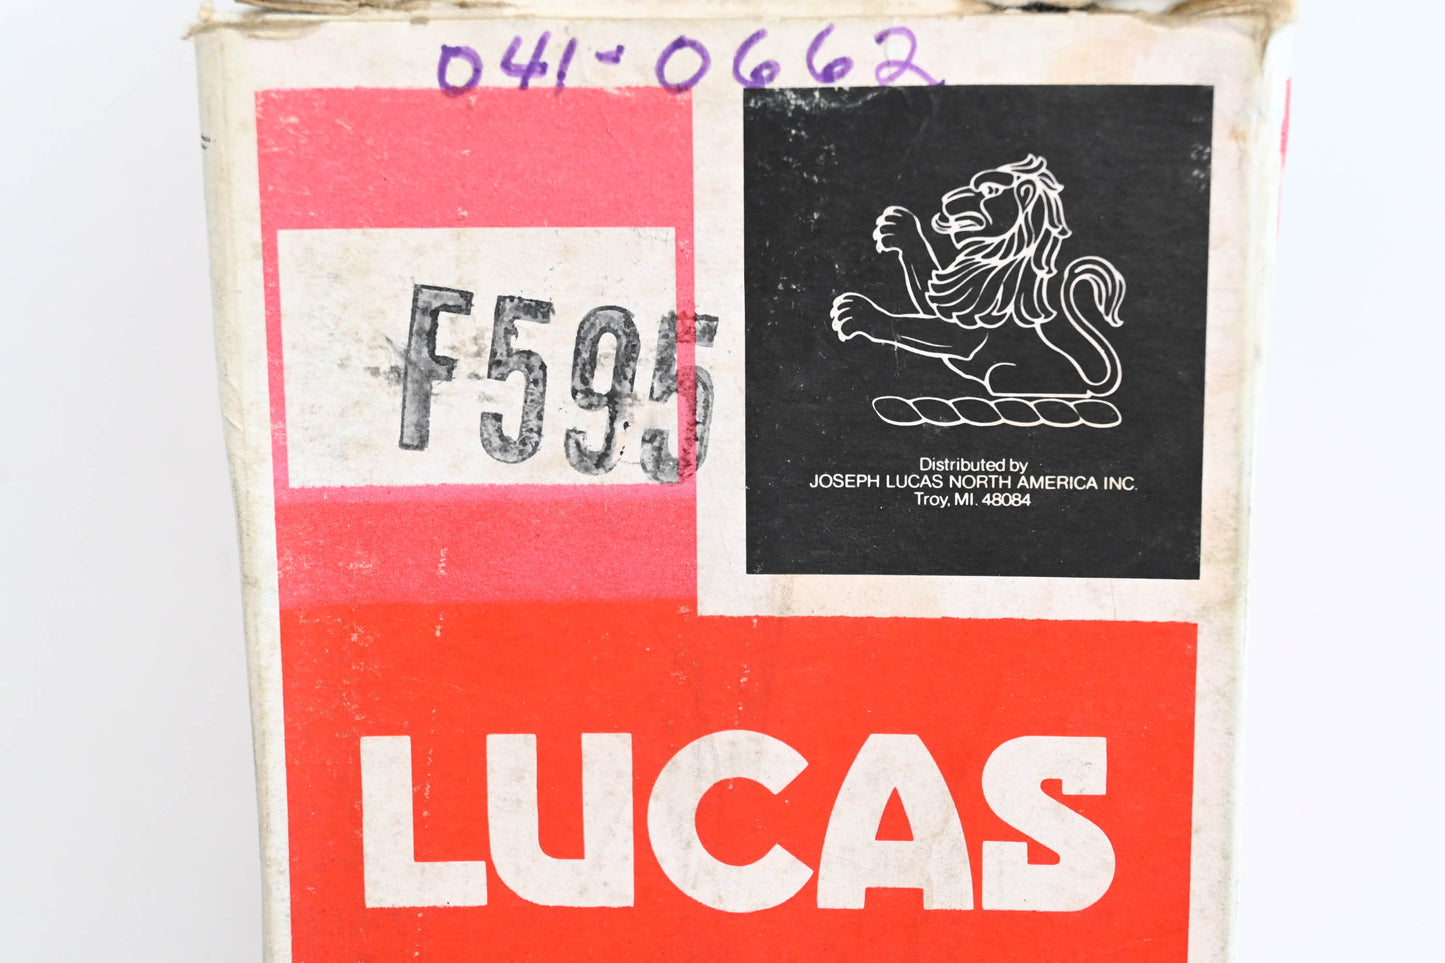 041-0662
F595
Distributed by
JOSEPH LUCAS NORTH AMERICA INC.
Troy, MI. 48084
LUCAS